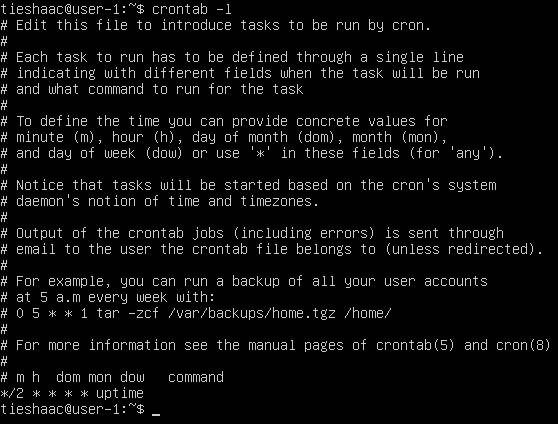 tieshaac@user-1:~$ crontab -l
# Edit this file to introduce tasks to be run by cron.
#
# Each task to run has to be defined through a single line
# indicating with different fields when the task will be run
# and what command to run for the task
#
# To define the time you can provide concrete values for
# minute (m), hour (h), day of month (dom), month (mon),
# and day of week (dow) or use '*' in these fields (for 'any').
#
# Notice that tasks will be started based on the cron's system
# daemon's notion of time and timezones.
#
# Output of the crontab jobs (including errors) is sent through
# email to the user the crontab file belongs to (unless redirected).
#
# For example, you can run a backup of all your user accounts
# at 5 a.m every week with:
# 0 5 * * 1 tar -zcf /var/backups/home.tgz /home/
#
# For more information see the manual pages of crontab(5) and cron(8)
#
# m h  dom mon dow   command
*/2 * * * * uptime
tieshaac@user-1:~$ _